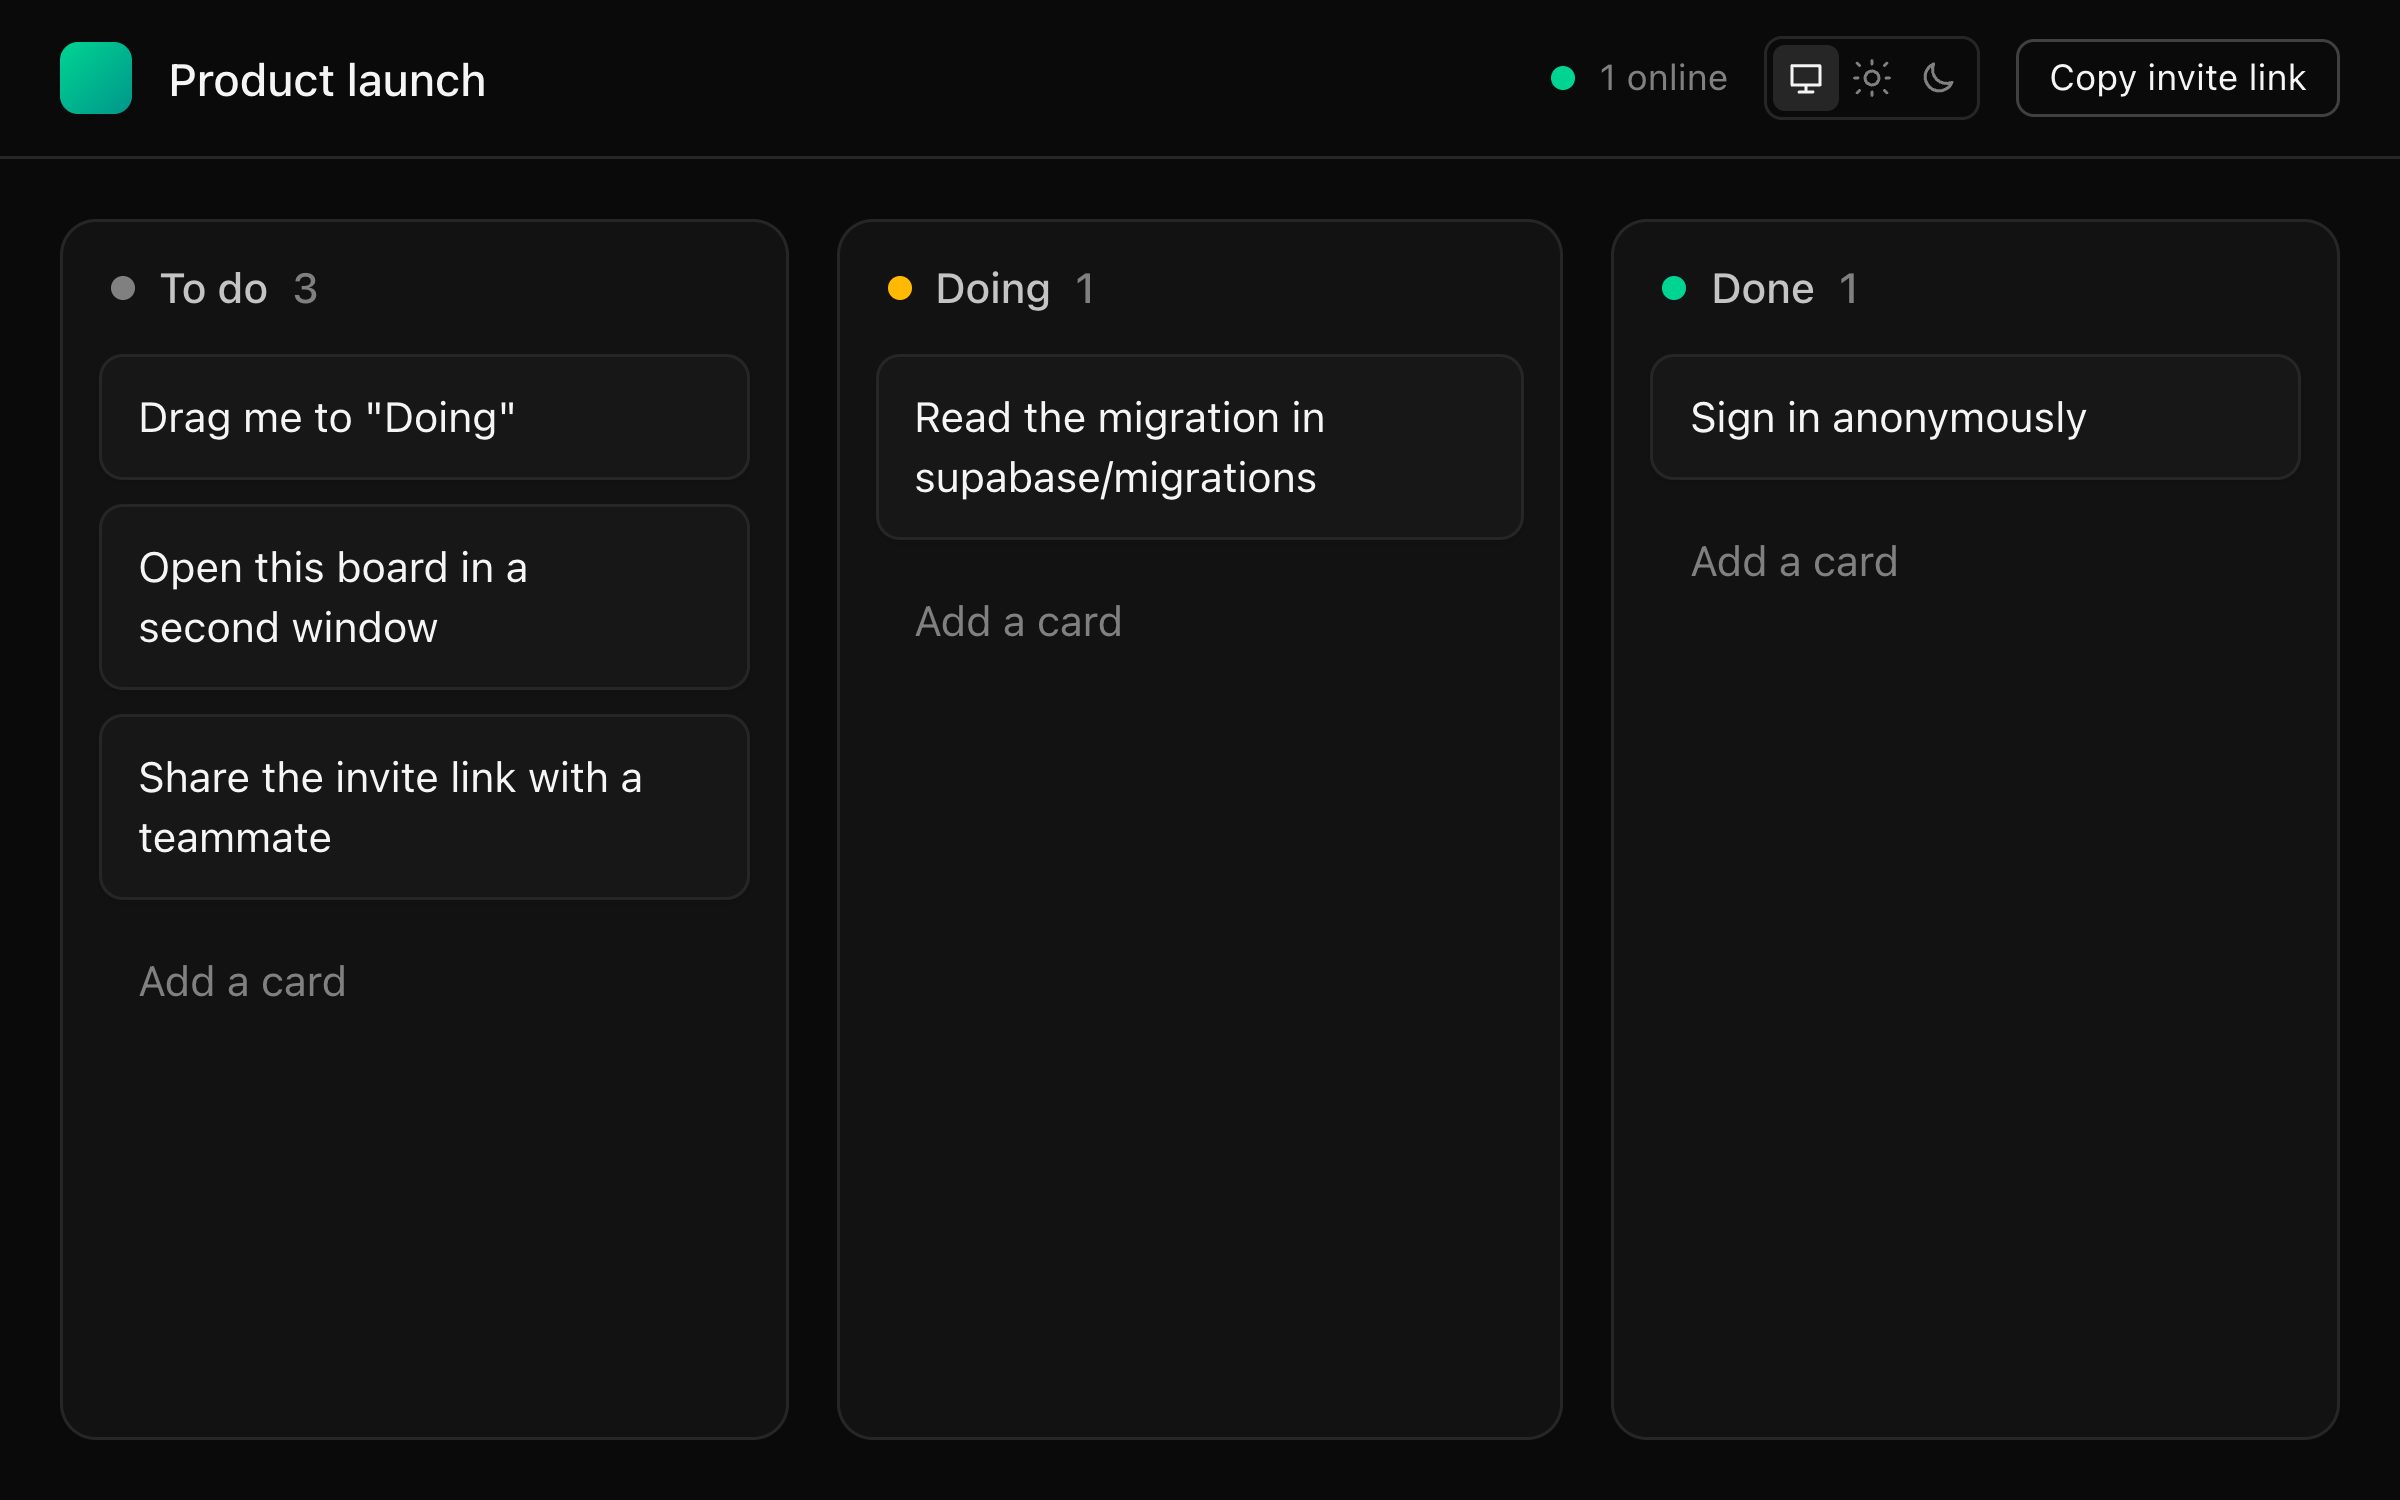 Product launch
1 online
Copy invite link
To do 3
Drag me to "Doing"
Open this board in a
second window
Share the invite link with a
teammate
Add a card
Doing 1
Read the migration in
supabase/migrations
Add a card
Done 1
Sign in anonymously
Add a card